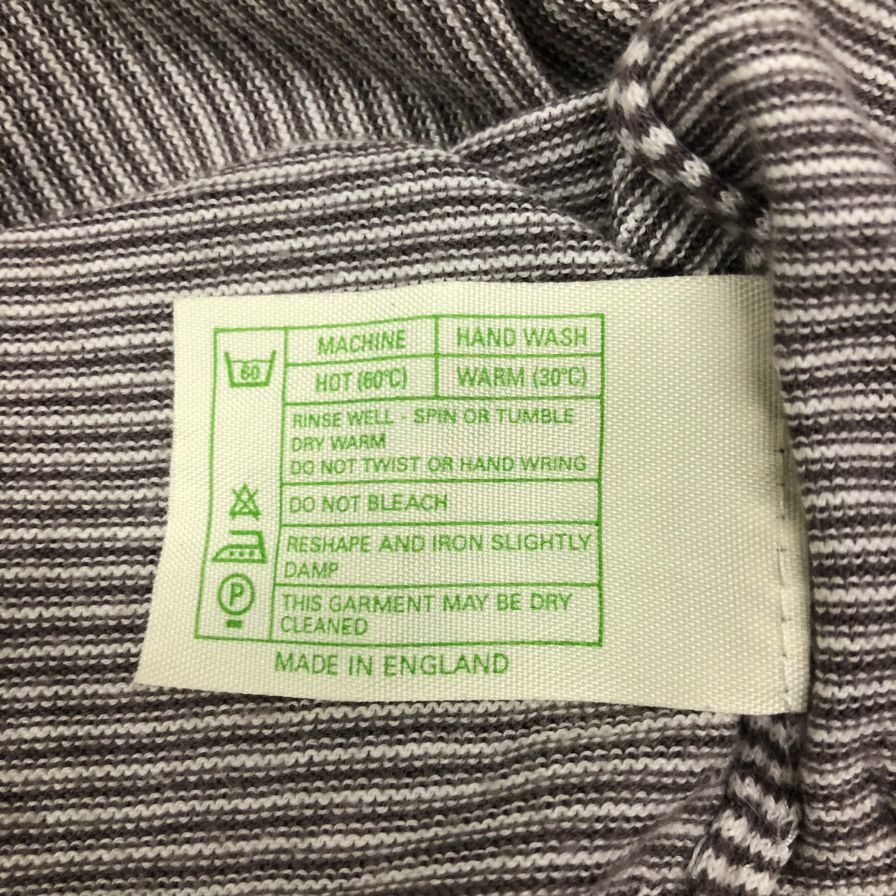 60
MACHINE HAND WASH
HOT (60°C) WARM (30°C)
RINSE WELL - SPIN OR TUMBLE
DRY WARM
DO NOT TWIST OR HAND WRING
DO NOT BLEACH
RESHAPE AND IRON SLIGHTLY
DAMP
P
THIS GARMENT MAY BE DRY
CLEANED
MADE IN ENGLAND